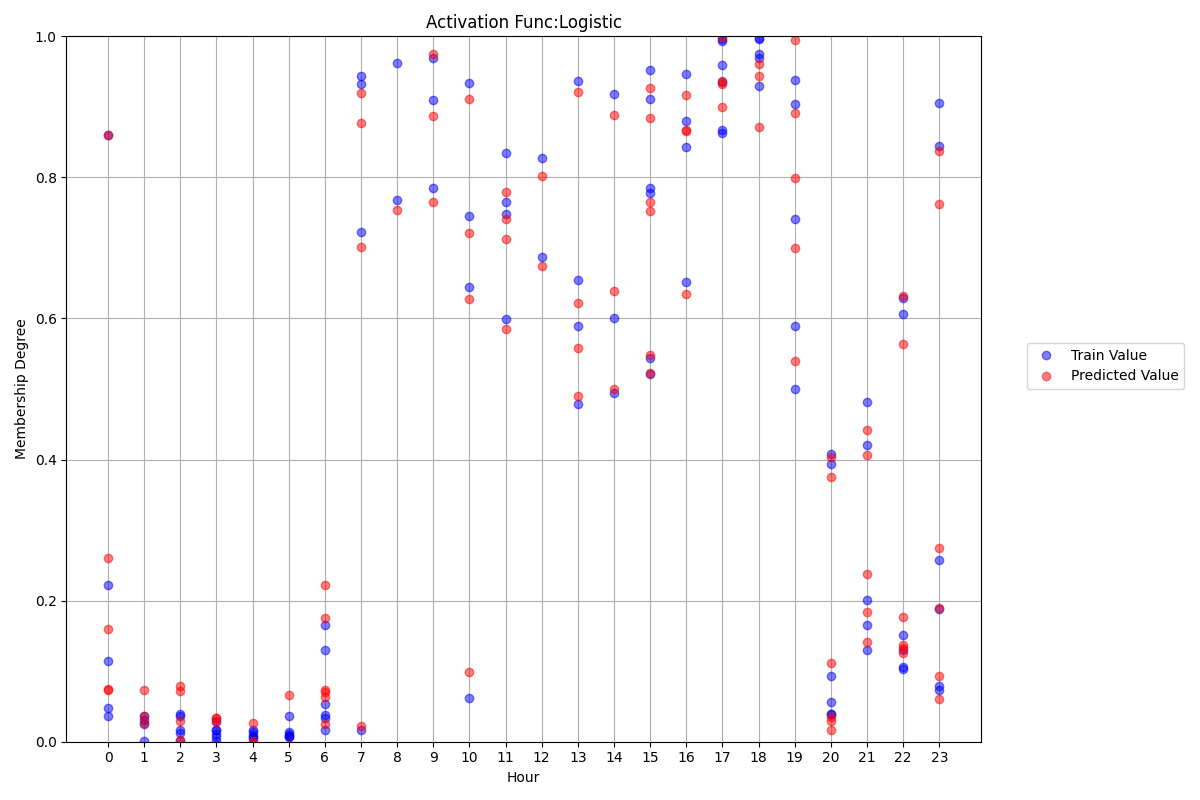 Activation Func:Logistic
1.0
0.8
0.6
0.4
0.2
0.0
Membership Degree
0 1 2 3 4 5 6 7 8 9 10 11 12 13 14 15 16 17 18 19 20 21 22 23
Hour
Train Value
Predicted Value